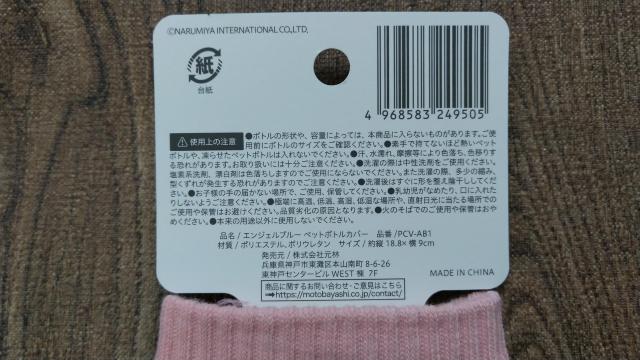 ©NARUMIYA INTERNATIONAL CO.,LTD.
紙
台紙
4 968583 249505
使用上の注意 ●ボトルの形状や、容量によっては、本商品に入らないものがあります。ご使
用前にボトルのサイズをご確認ください。●素手で持てないほど熱いペット
ボトルや、凍らせたペットボトルは入れないでください。●汗、水濡れ、摩擦等により色落ち、色移りす
る恐れがあります。お取り扱いには十分ご注意ください。●洗濯の際は中性洗剤をご使用ください。
塩素系洗剤、漂白剤は色落ちしますのでご使用にならないでください。また洗濯の際、多少の縮み、
型くずれが発生する恐れがありますのでご注意ください。●洗濯後はすぐに形を整え陰干ししてくだ
さい。●お子様の手の届かない場所で、ご使用、保管してください。●乳幼児がなめたり、口に入れた
りしないようご注意ください。●極端に高温、低温、高湿、低湿な場所や、直射日光に当たる場所での
ご使用や保管はお避けください。品質劣化の原因となります。●火のそばでのご使用や保管はおや
めください。●本来の用途以外に使用しないでください。
品名 / エンジェルブルー ペットボトルカバー 品番 / PCV-AB1
材質 / ポリエステル、ポリウレタン サイズ / 約縦 18.8× 横 9cm
発売元 / 株式会社元林
兵庫県神戸市東灘区本山南町 8-6-26
東神戸センタービル WEST 棟 7F
MADE IN CHINA
商品に関するお問い合わせ・ご意見はこちら
→https://motobayashi.co.jp/contact/